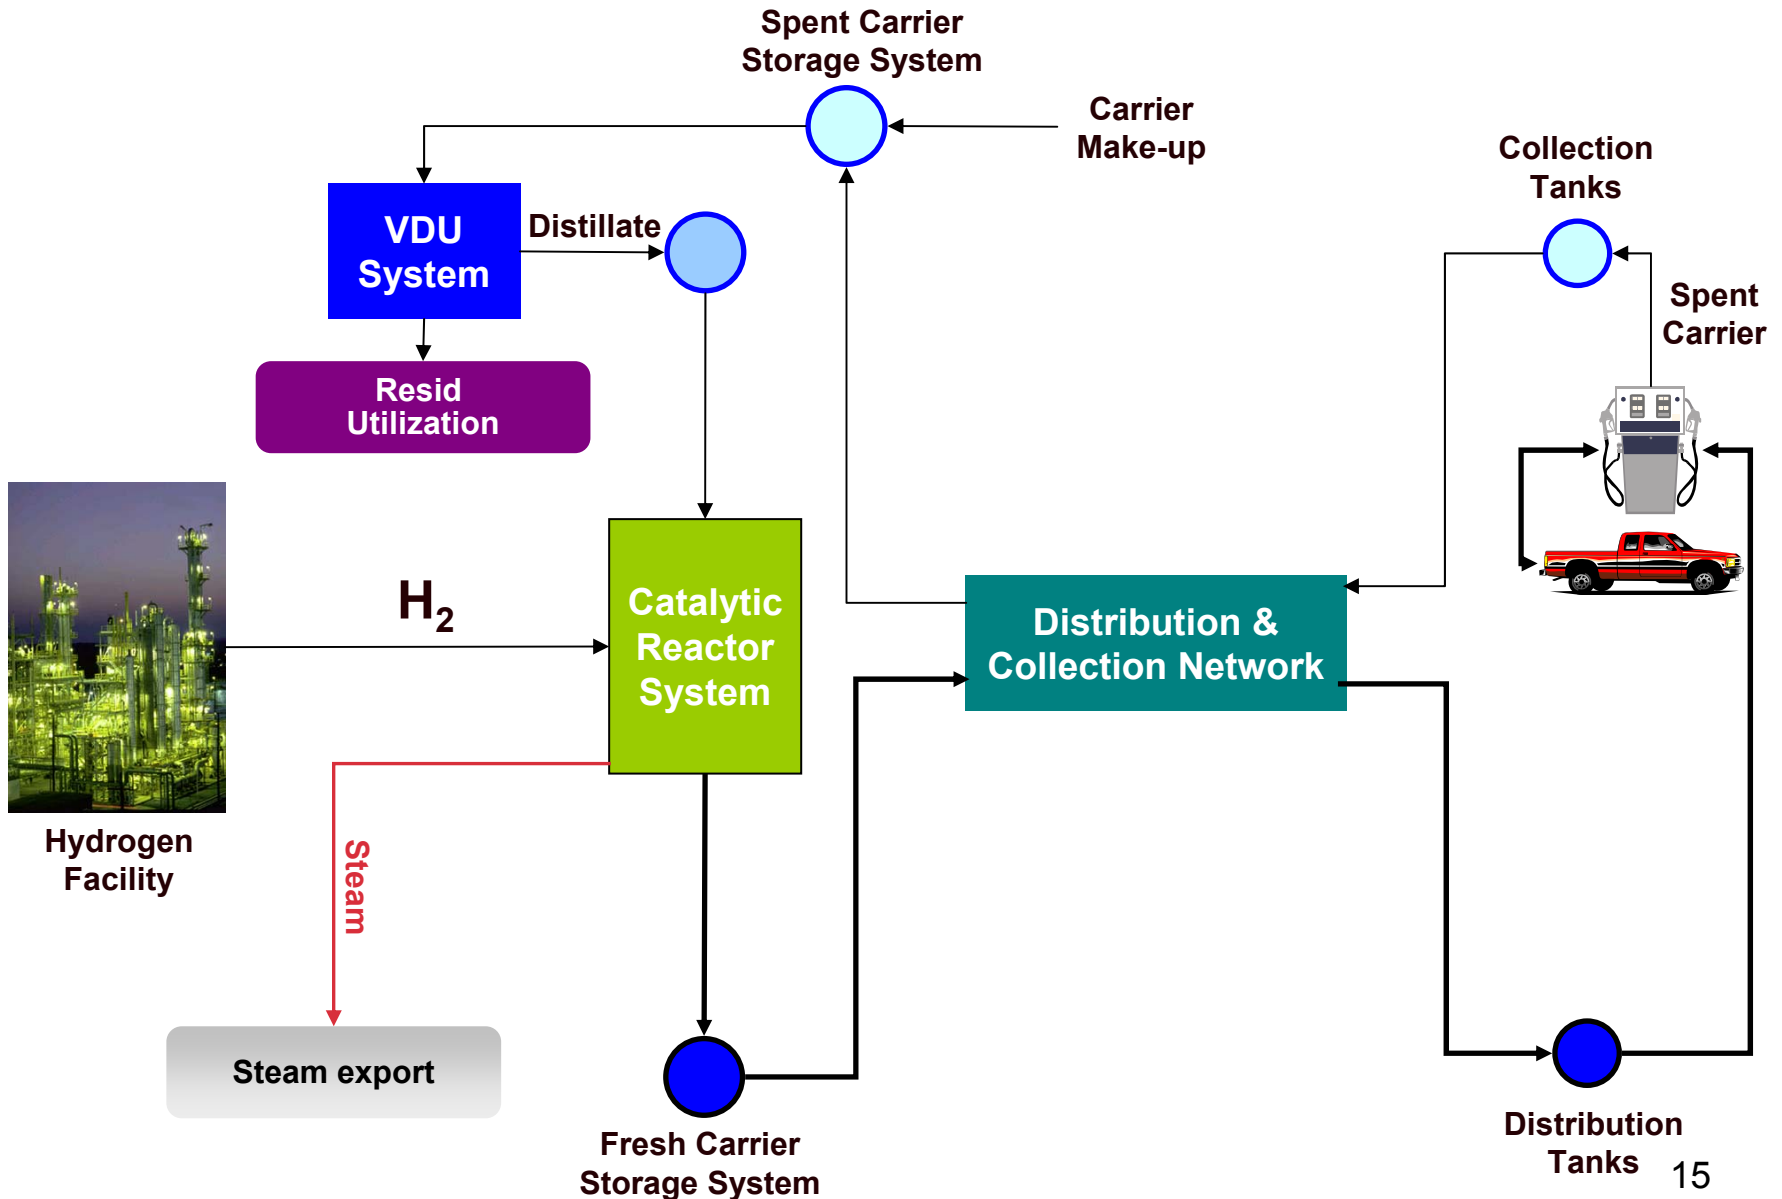 Spent Carrier
Storage System
Carrier
Make-up
Collection
Tanks
VDU
System
Distillate
Spent
Carrier
Resid
Utilization
H₂
Catalytic
Reactor
System
Distribution &
Collection Network
Hydrogen
Facility
Steam
Steam export
Fresh Carrier
Storage System
Distribution
Tanks
15